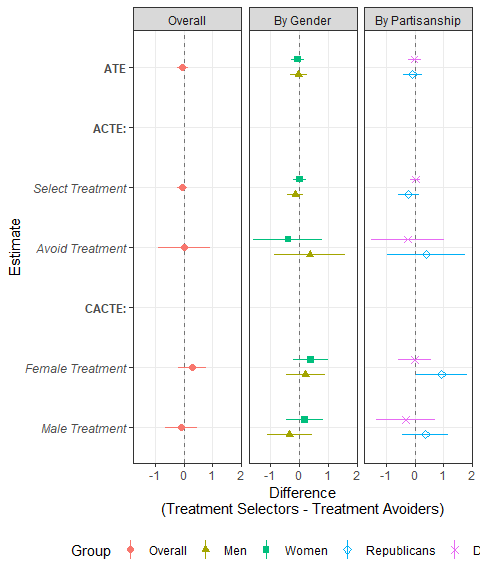 Overall
By Gender
By Partisanship
Estimate
ATE
ACTE:
Select Treatment
Avoid Treatment
CACTE:
Female Treatment
Male Treatment
-1 0 1 2 -1 0 1 2 -1 0 1 2
Difference
(Treatment Selectors - Treatment Avoiders)
Group Overall Men Women Republicans D